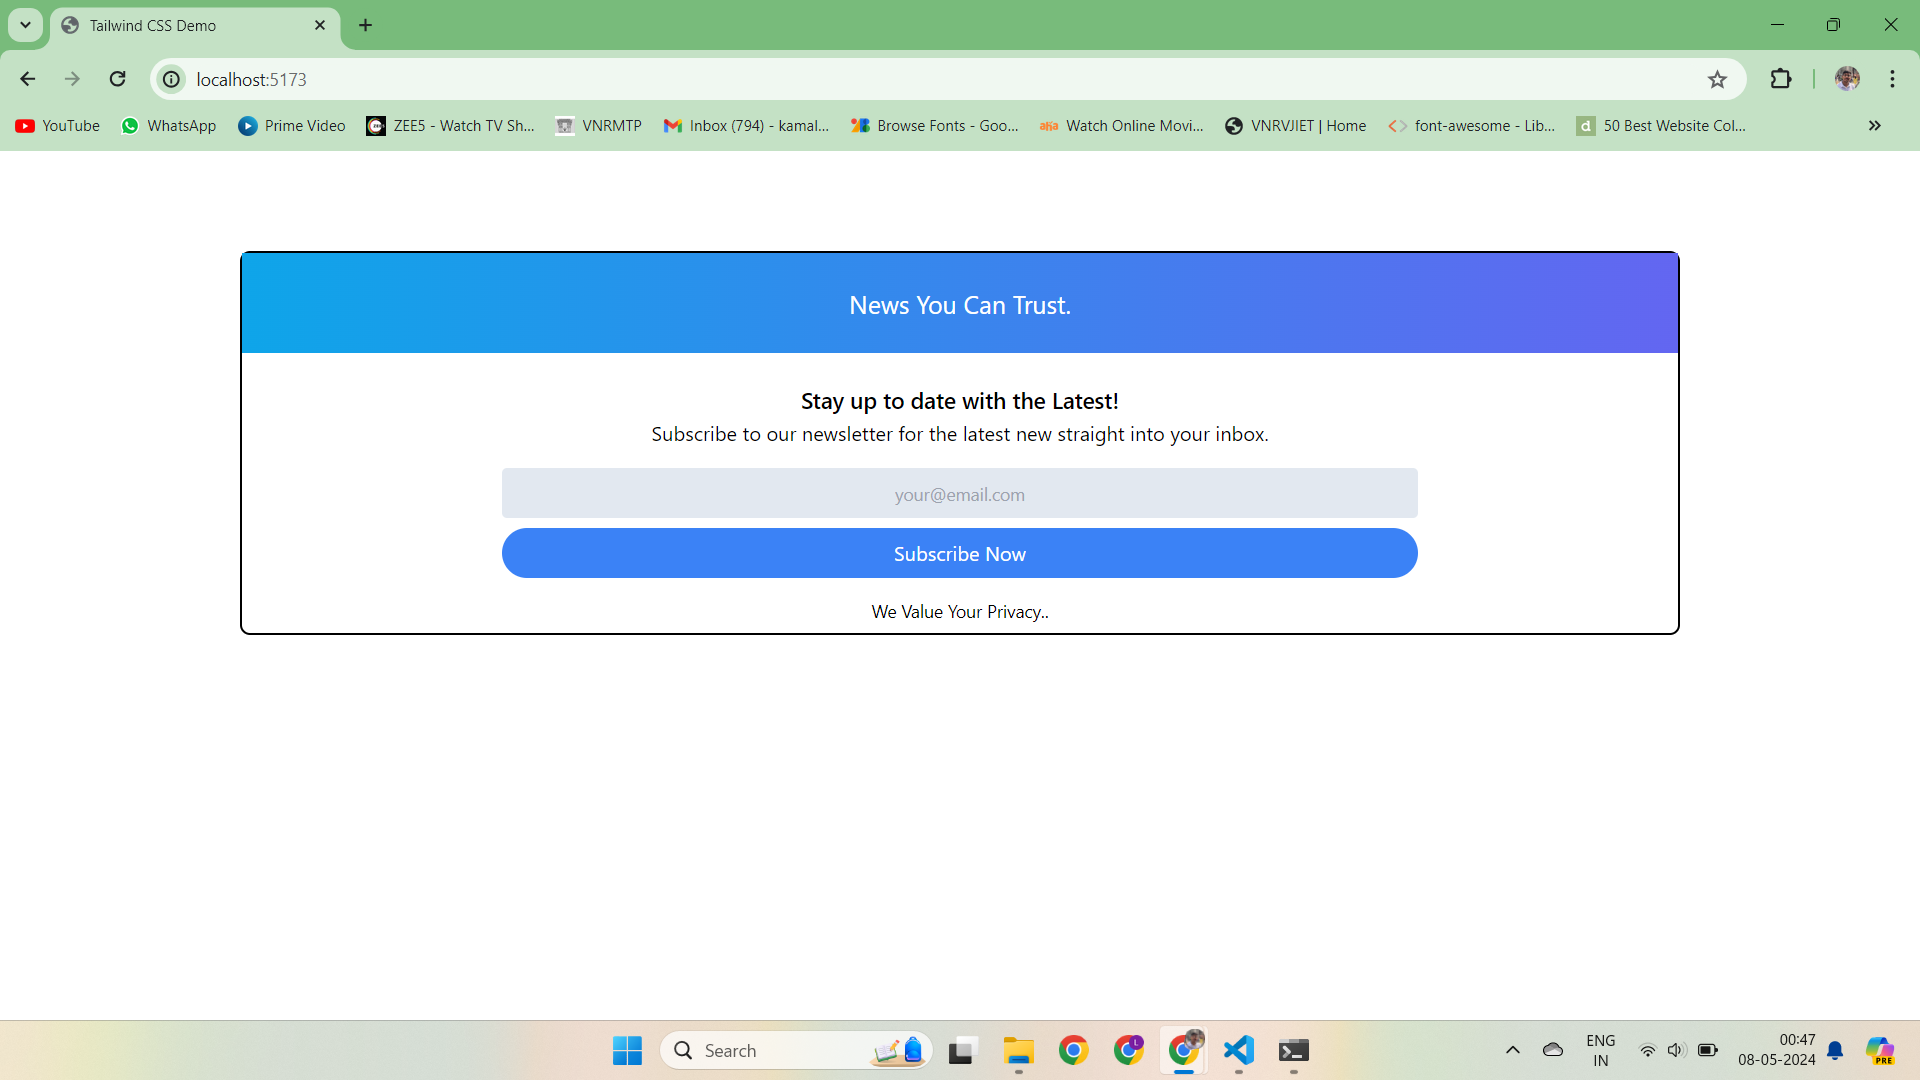 Tailwind CSS Demo
localhost:5173
YouTube WhatsApp Prime Video ZEE5 - Watch TV Sh... VNRMTP Inbox (794) - kamal... Browse Fonts - Goo... aha Watch Online Movi... VNRVJIET | Home font-awesome - Lib... d 50 Best Website Col...
News You Can Trust.
Stay up to date with the Latest!
Subscribe to our newsletter for the latest new straight into your inbox.
your@email.com
Subscribe Now
We Value Your Privacy..
Search
L
ENG
IN
00:47
08-05-2024
PRE